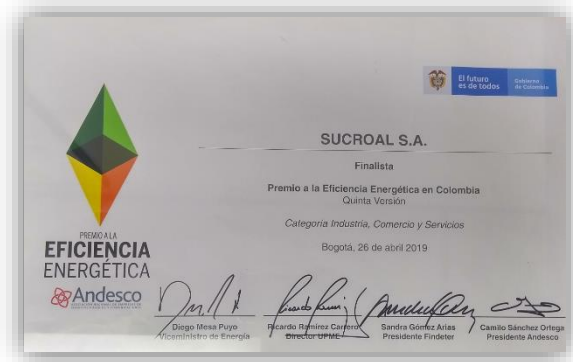 El futuro
es de todos
Gobierno
de Colombia
SUCROAL S.A.
Finalista
Premio a la Eficiencia Energética en Colombia
Quinta Versión
Categoría Industria, Comercio y Servicios
Bogotá, 26 de abril 2019
PREMIO A LA
EFICIENCIA
ENERGÉTICA
Andesco
Diego Mesa Puyo
Viceministro de Energía
Ricardo Ramírez Carrero
Director UPME
Sandra Gómez Arias
Presidente Findeter
Camilo Sánchez Ortega
Presidente Andesco